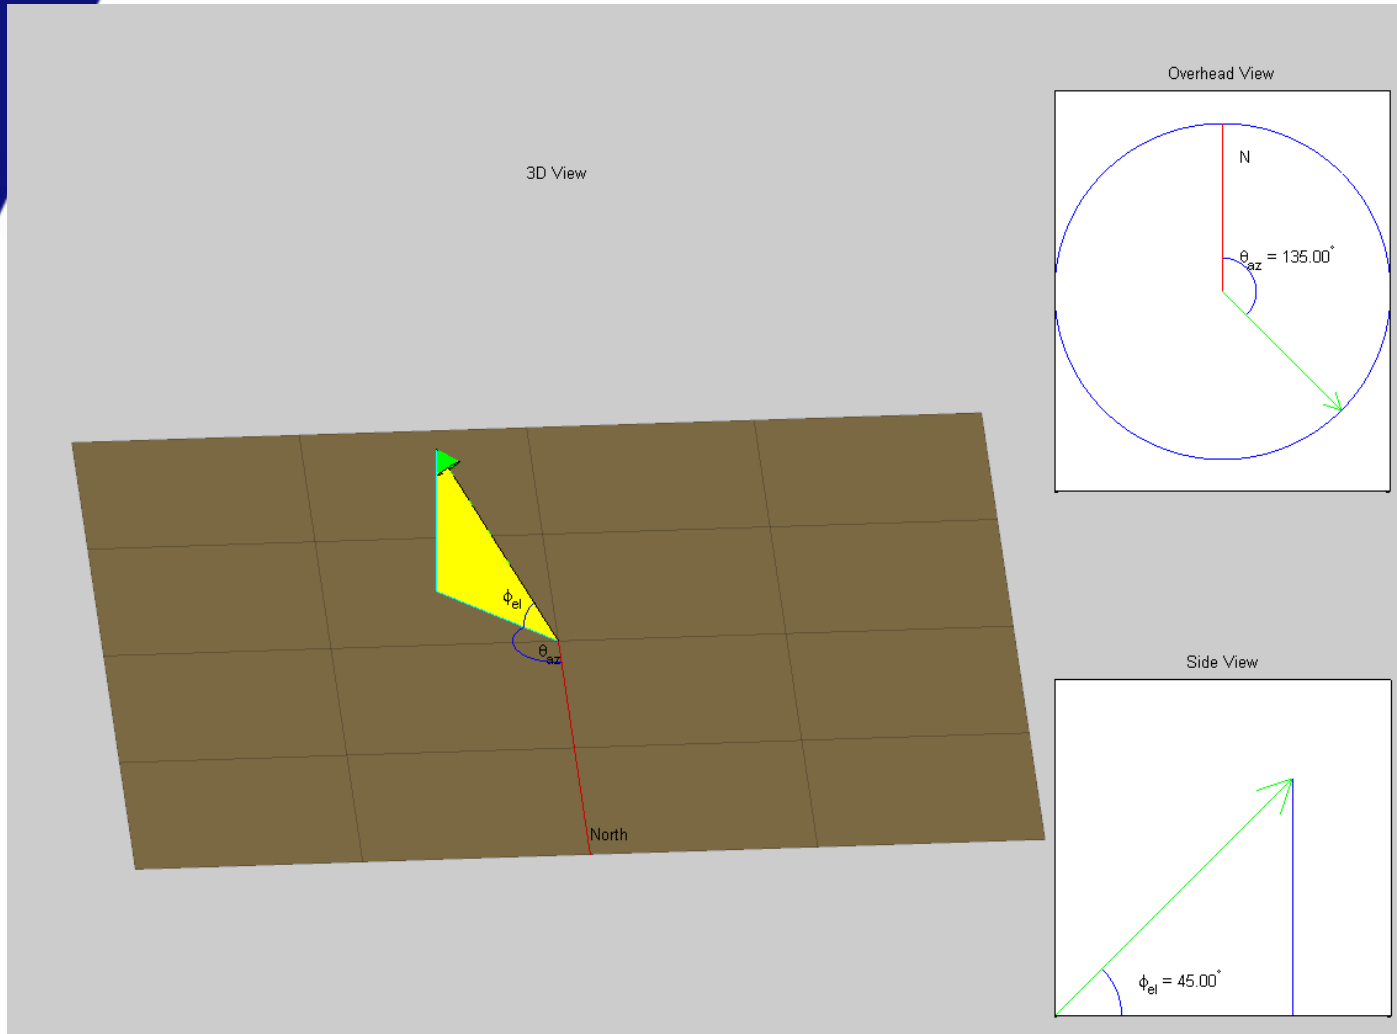 Overhead View
N
3D View
θaz = 135.00°
ϕel
θaz
Side View
North
ϕel = 45.00°